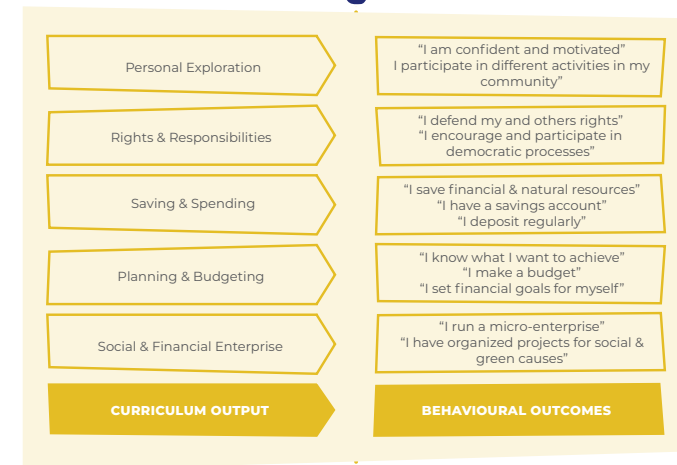 Personal Exploration
“I am confident and motivated”
I participate in different activities in my
community”
Rights & Responsibilities
“I defend my and others rights”
“I encourage and participate in
democratic processes”
Saving & Spending
“I save financial & natural resources”
“I have a savings account”
“I deposit regularly”
Planning & Budgeting
“I know what I want to achieve”
“I make a budget”
“I set financial goals for myself”
Social & Financial Enterprise
“I run a micro-enterprise”
“I have organized projects for social &
green causes”
CURRICULUM OUTPUT
BEHAVIOURAL OUTCOMES